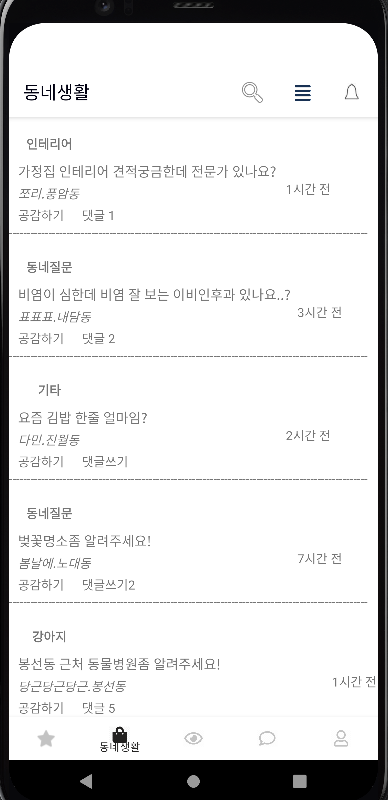 동네생활
인테리어
가정집 인테리어 견적궁금한데 전문가 있나요?
쪼리.풍암동
1시간 전
공감하기 댓글 1
동네질문
비염이 심한데 비염 잘 보는 이비인후과 있나요..?
표표표.내담동
3시간 전
공감하기 댓글 2
기타
요즘 김밥 한줄 얼마임?
다민.진월동
2시간 전
공감하기 댓글쓰기
동네질문
벚꽃명소좀 알려주세요!
봄날에.노대동
7시간 전
공감하기 댓글쓰기2
강아지
봉선동 근처 동물병원좀 알려주세요!
당근당근당근.봉선동
1시간 전
공감하기 댓글 5
동네생활